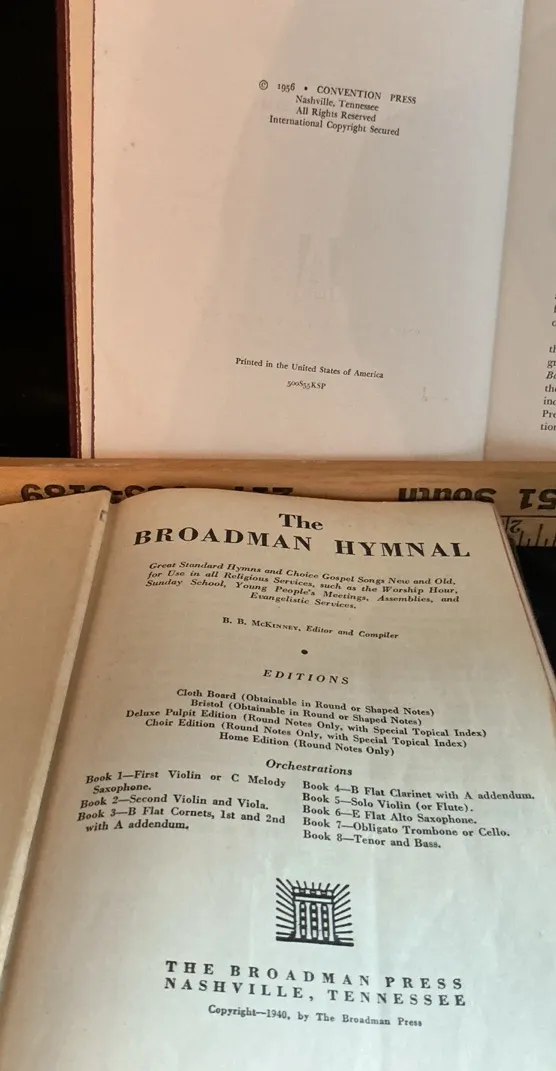 © 1956 • CONVENTION PRESS
Nashville, Tennessee
All Rights Reserved
International Copyright Secured
Printed in the United States of America
500S55KSP
51 South
The
BROADMAN HYMNAL
Great Standard Hymns and Choice Gospel Songs New and Old,
for Use in all Religious Services, such as the Worship Hour,
Sunday School, Young People's Meetings, Assemblies, and
Evangelistic Services.
B. B. McKINNEY, Editor and Compiler
•
EDITIONS
Cloth Board (Obtainable in Round or Shaped Notes)
Bristol (Obtainable in Round or Shaped Notes)
Deluxe Pulpit Edition (Round Notes Only, with Special Topical Index)
Choir Edition (Round Notes Only, with Special Topical Index)
Home Edition (Round Notes Only)
Orchestrations
Book 1—First Violin or C Melody
Saxophone.
Book 2—Second Violin and Viola.
Book 3—B Flat Cornets, 1st and 2nd
with A addendum.
Book 4—B Flat Clarinet with A addendum.
Book 5—Solo Violin (or Flute).
Book 6—E Flat Alto Saxophone.
Book 7—Obligato Trombone or Cello.
Book 8—Tenor and Bass.
THE BROADMAN PRESS
NASHVILLE, TENNESSEE
Copyright—1940, by The Broadman Press